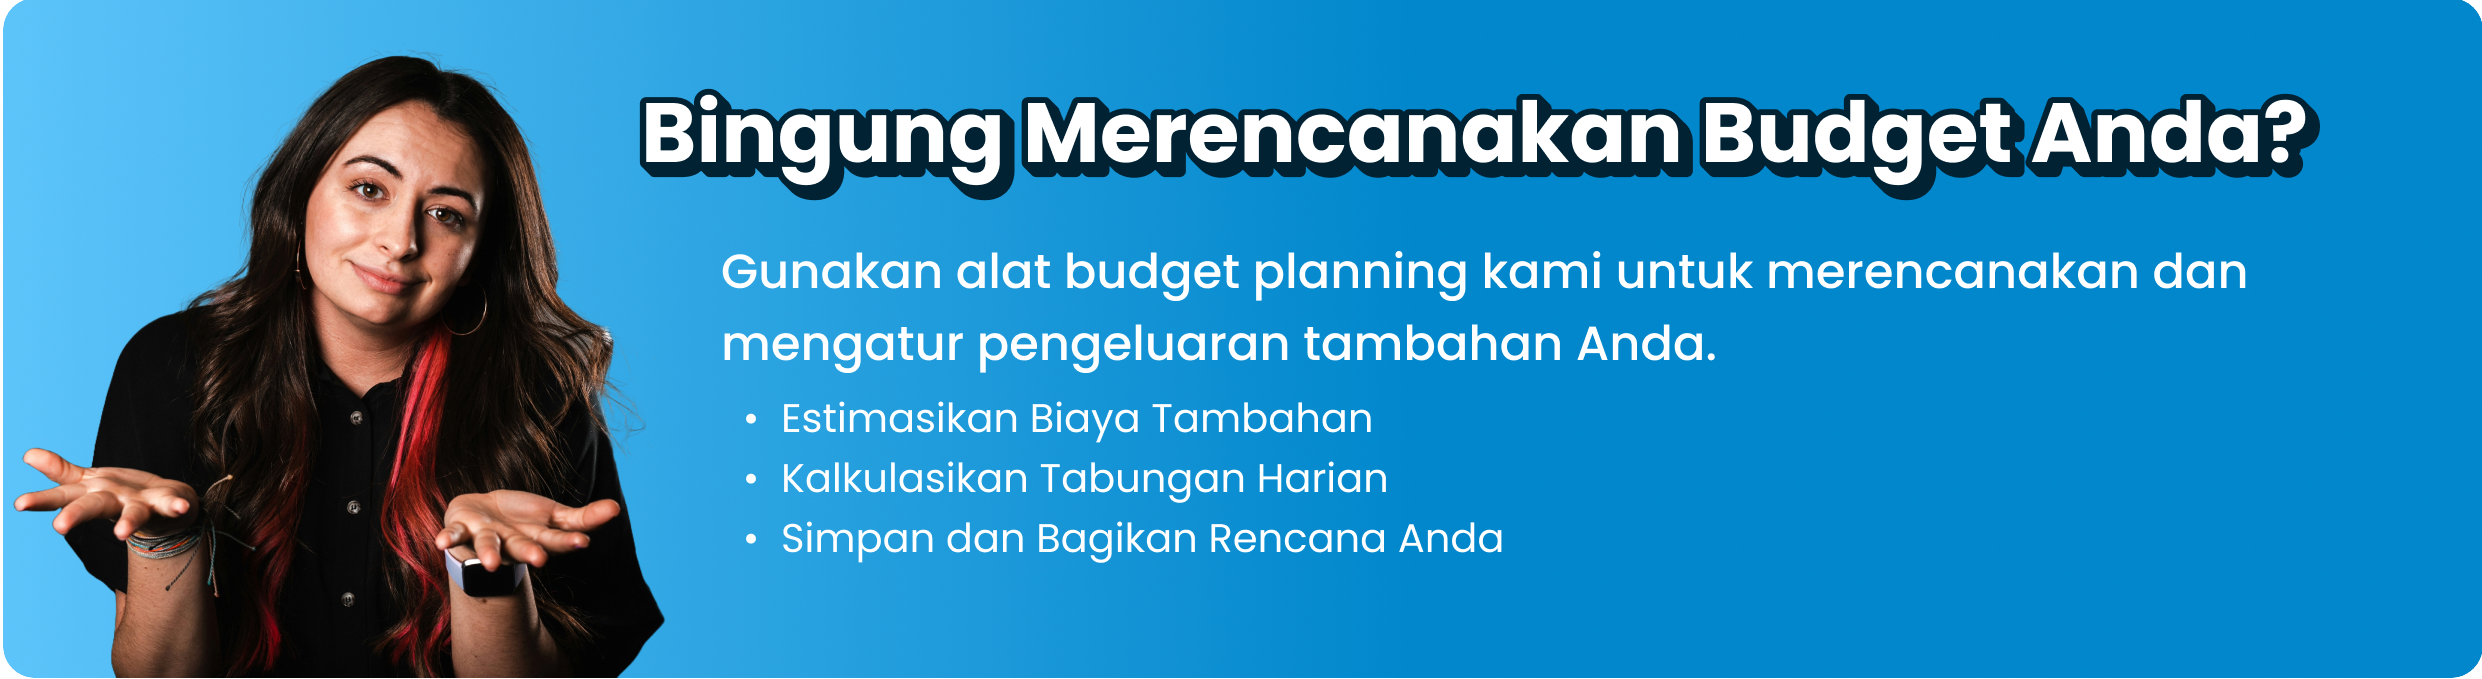 Bingung Merencanakan Budget Anda?
Gunakan alat budget planning kami untuk merencanakan dan
mengatur pengeluaran tambahan Anda.
• Estimasikan Biaya Tambahan
• Kalkulasikan Tabungan Harian
• Simpan dan Bagikan Rencana Anda